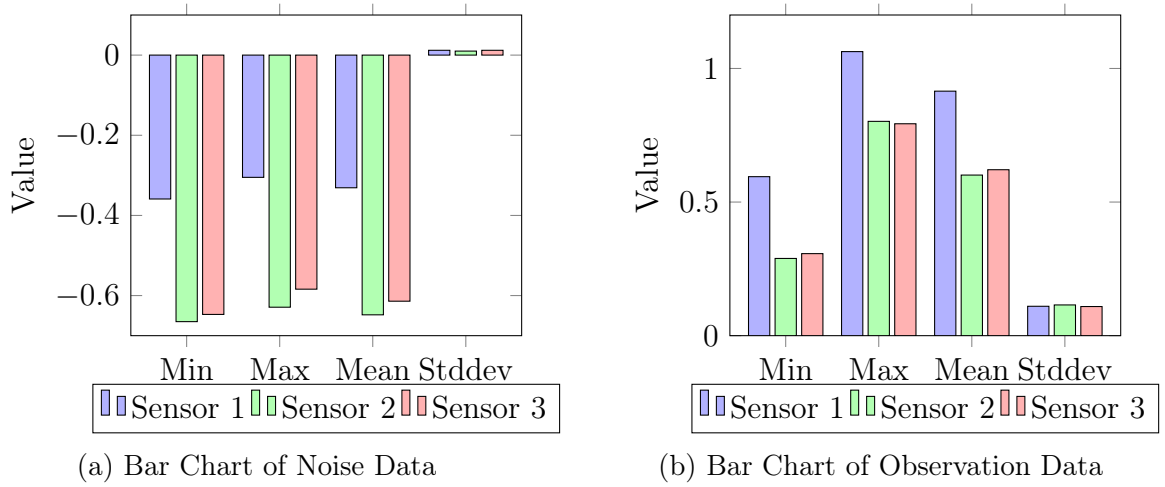 0
−0.2
−0.4
−0.6
Value
Min Max Mean Stddev
Sensor 1 Sensor 2 Sensor 3
(a) Bar Chart of Noise Data
1
0.5
0
Value
Min Max Mean Stddev
Sensor 1 Sensor 2 Sensor 3
(b) Bar Chart of Observation Data